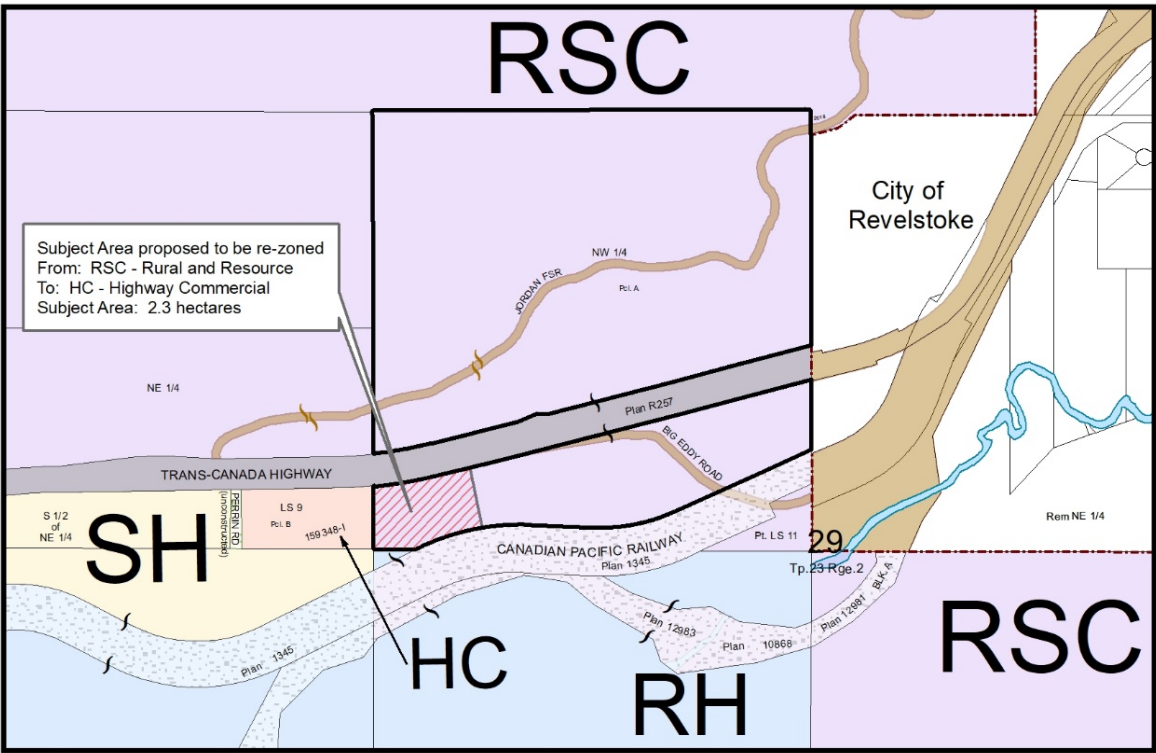 RSC
City of
Revelstoke
Subject Area proposed to be re-zoned
From: RSC - Rural and Resource
To: HC - Highway Commercial
Subject Area: 2.3 hectares
NW 1/4
Pcl. A
JORDAN FSR
NE 1/4
Plan R257
BIG EDDY ROAD
TRANS-CANADA HIGHWAY
S 1/2
of
NE 1/4
PERRIN RD
(unconstructed)
LS 9
Pcl. B
159348-I
SH
CANADIAN PACIFIC RAILWAY
Plan 1345
Pt. LS 11
29
Tp.23 Rge.2
Rem NE 1/4
Plan 1345
HC
Plan 12983
Plan 10868
Plan 12981 BLK. A
RH
RSC